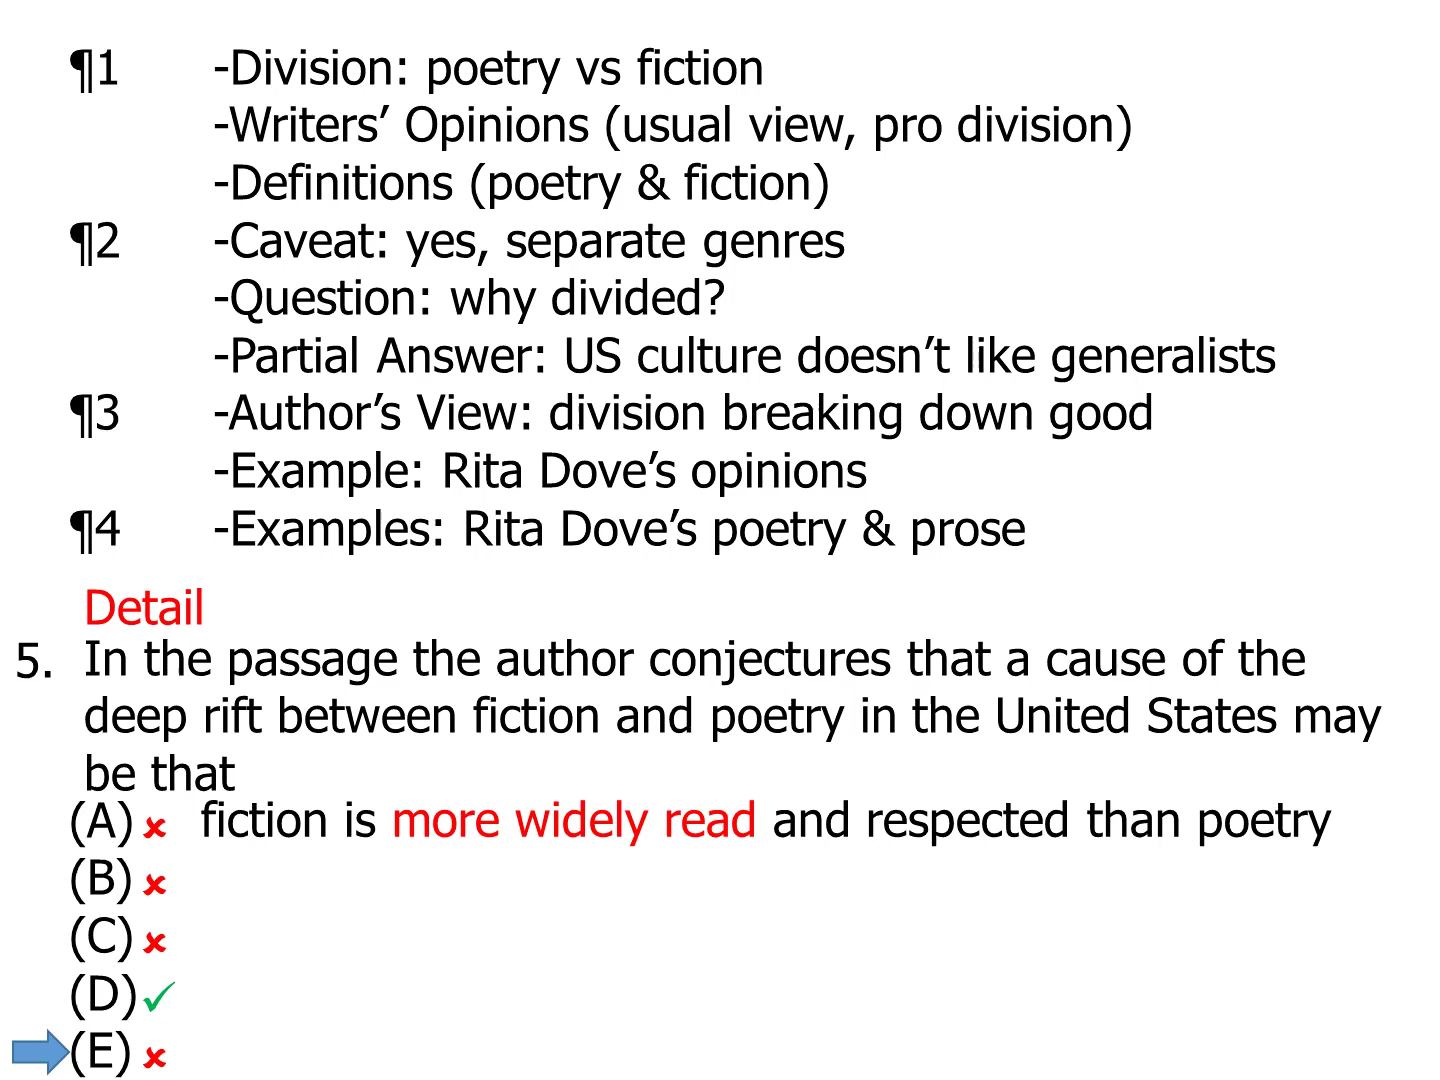 ¶1 -Division: poetry vs fiction
-Writers’ Opinions (usual view, pro division)
-Definitions (poetry & fiction)
¶2 -Caveat: yes, separate genres
-Question: why divided?
-Partial Answer: US culture doesn’t like generalists
¶3 -Author’s View: division breaking down good
-Example: Rita Dove’s opinions
¶4 -Examples: Rita Dove’s poetry & prose
Detail
5. In the passage the author conjectures that a cause of the
deep rift between fiction and poetry in the United States may
be that
(A) ✘ fiction is more widely read and respected than poetry
(B) ✘
(C) ✘
(D) ✓
(E) ✘